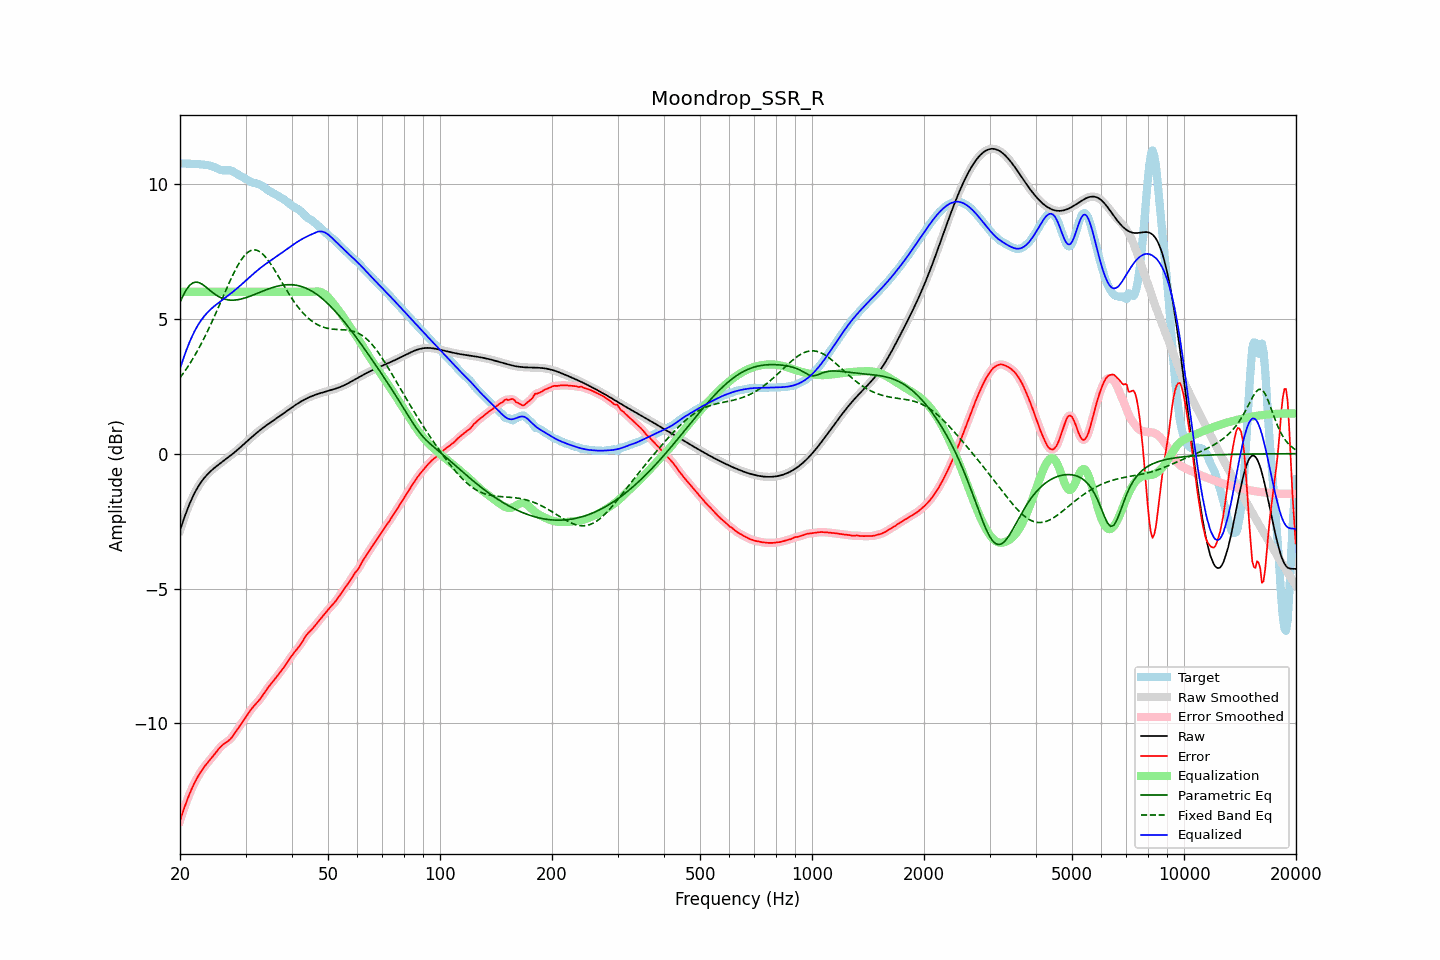 Moondrop_SSR_R
Amplitude (dBr)
10
5
0
−5
−10
20
50
100
200
500
1000
2000
5000
10000
20000
Frequency (Hz)
Target
Raw Smoothed
Error Smoothed
Raw
Error
Equalization
Parametric Eq
Fixed Band Eq
Equalized